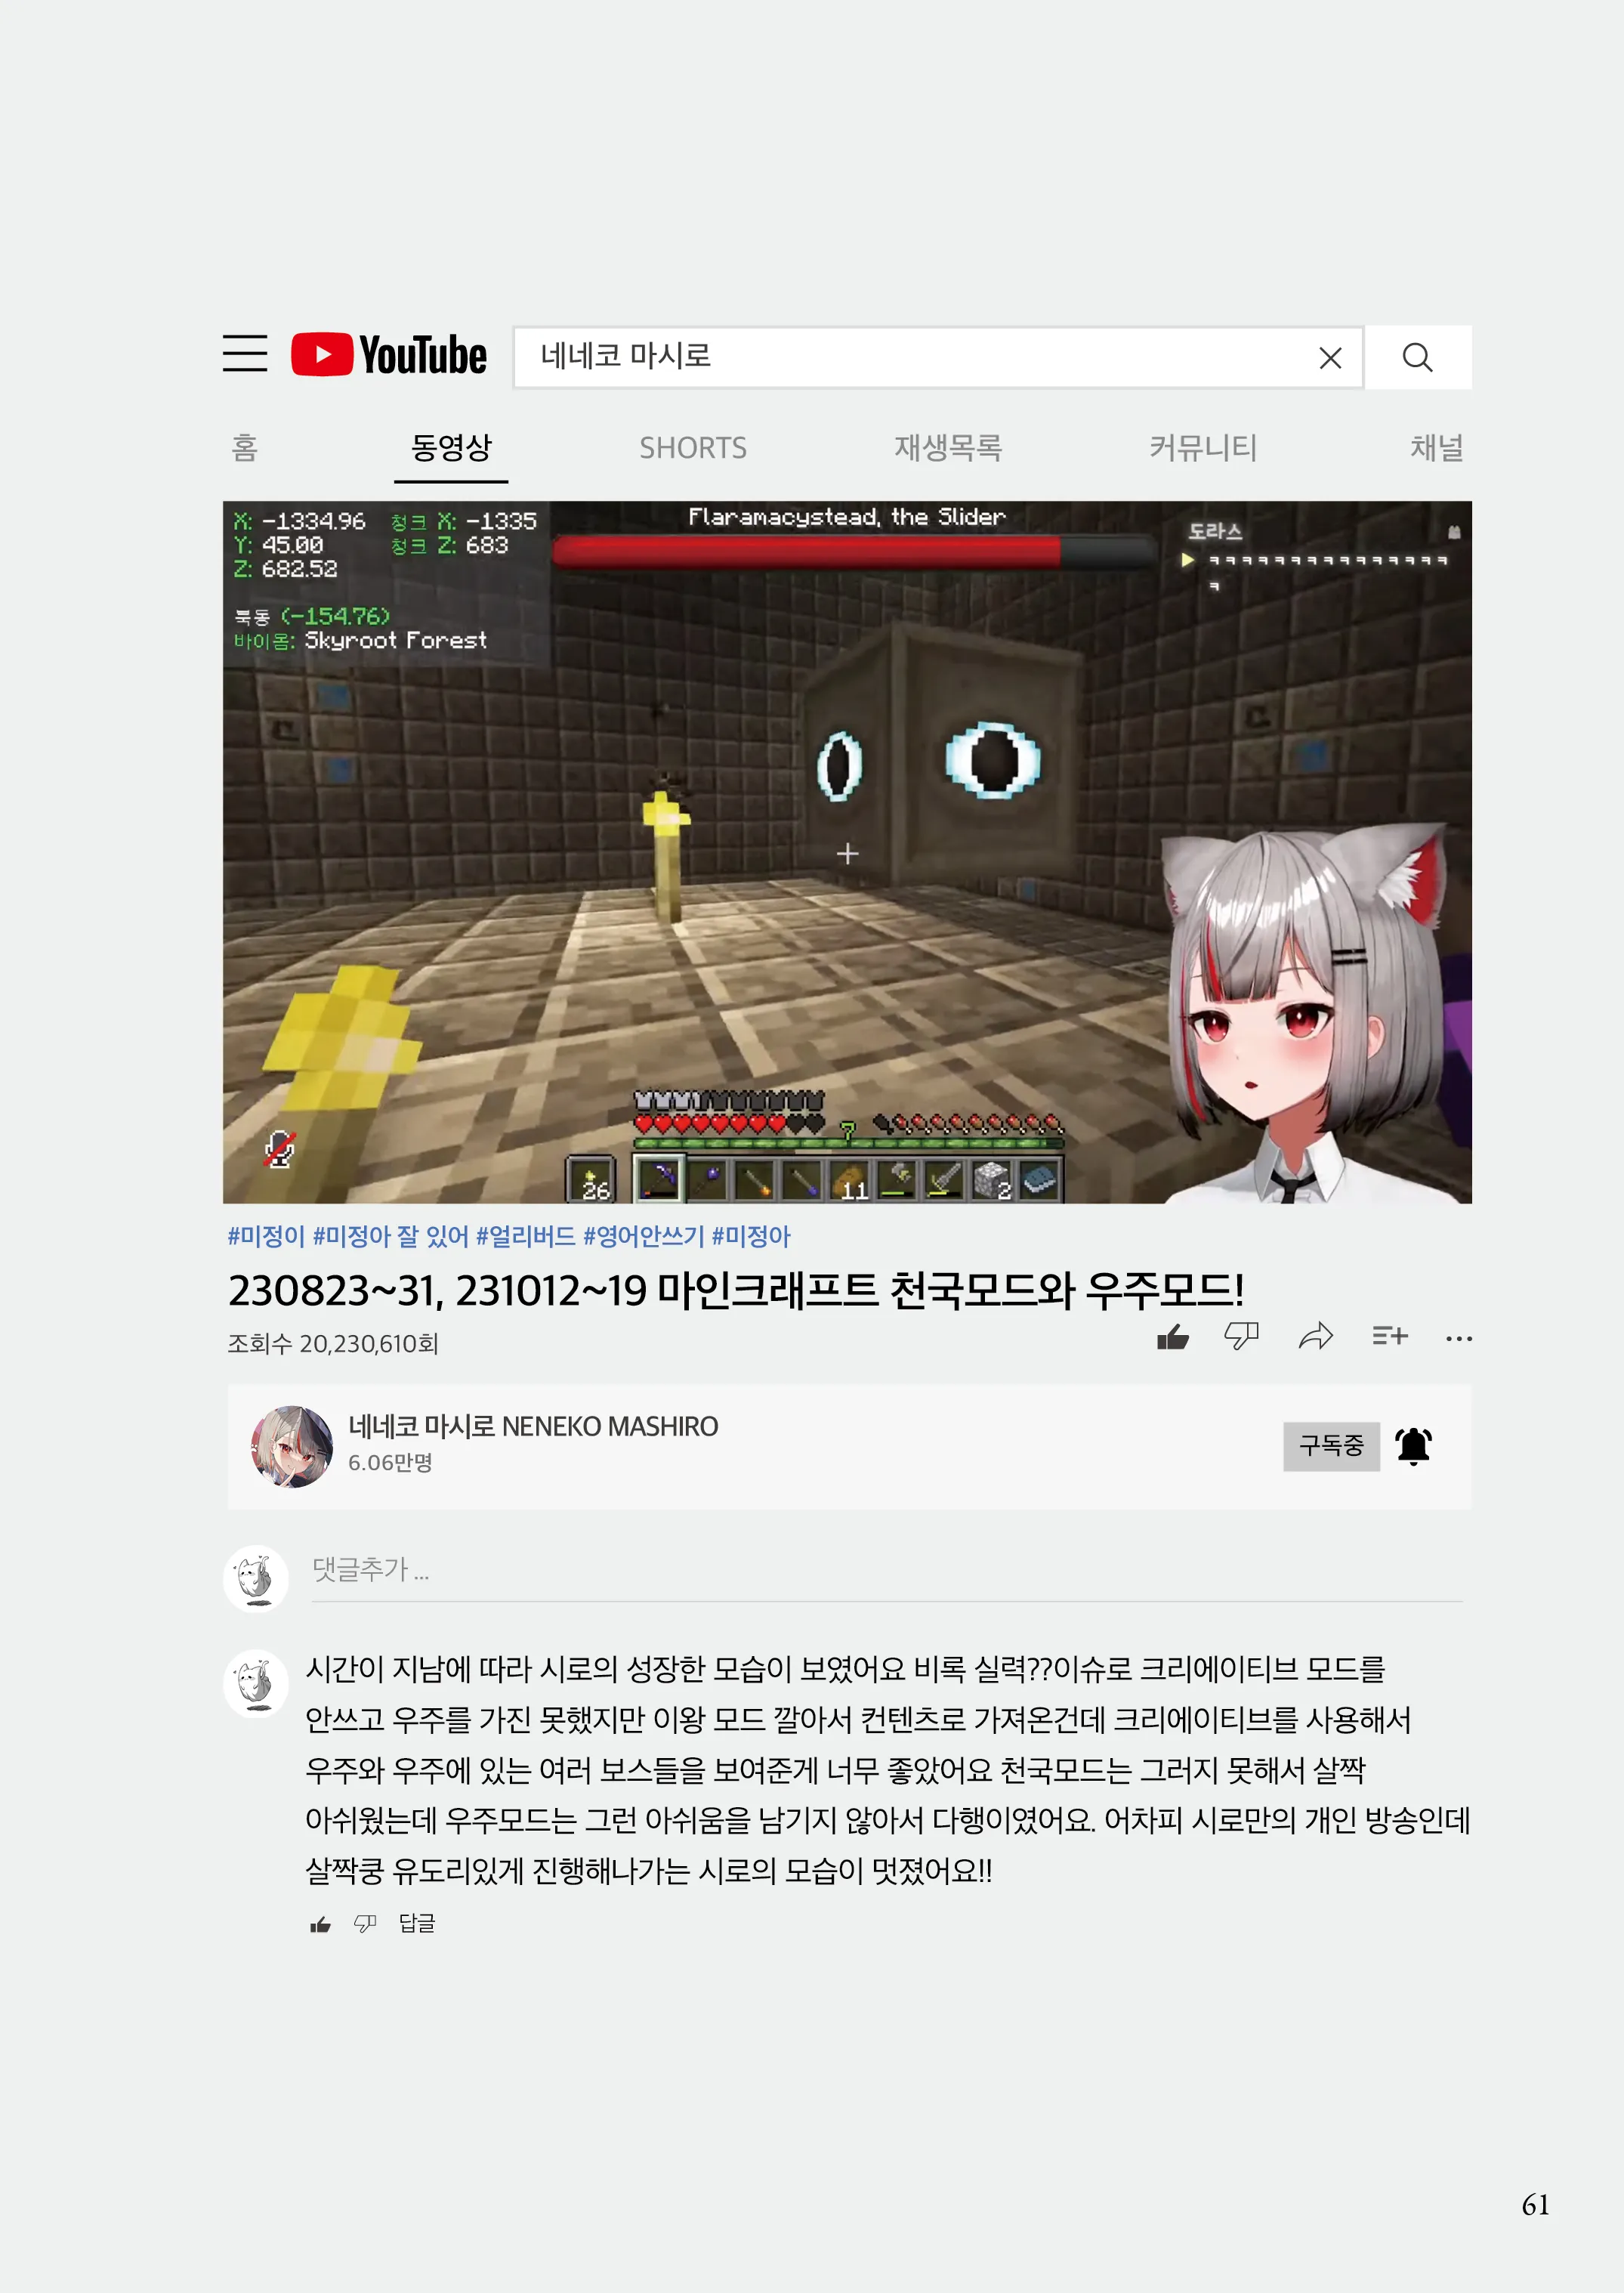 YouTube
네네코 마시로
홈 동영상 SHORTS 재생목록 커뮤니티 채널
X: -1334.96 청크 X: -1335
Y: 45.00 청크 Z: 683
Z: 682.52
북동 (-154.76)
바이옴: Skyroot Forest
Flaramacystead, the Slider
도라스
ㅋㅋㅋㅋㅋㅋㅋㅋㅋㅋㅋㅋㅋㅋㅋ
ㅋ
7
26 11 2
#미정이 #미정아 잘 있어 #얼리버드 #영어안쓰기 #미정아
230823~31, 231012~19 마인크래프트 천국모드와 우주모드!
조회수 20,230,610회
네네코 마시로 NENEKO MASHIRO
6.06만명
구독중
댓글추가 ...
시간이 지남에 따라 시로의 성장한 모습이 보였어요 비록 실력??이슈로 크리에이티브 모드를
안쓰고 우주를 가진 못했지만 이왕 모드 깔아서 컨텐츠로 가져온건데 크리에이티브를 사용해서
우주와 우주에 있는 여러 보스들을 보여준게 너무 좋았어요 천국모드는 그러지 못해서 살짝
아쉬웠는데 우주모드는 그런 아쉬움을 남기지 않아서 다행이였어요. 어차피 시로만의 개인 방송인데
살짝쿵 유도리있게 진행해나가는 시로의 모습이 멋졌어요!!
답글
61